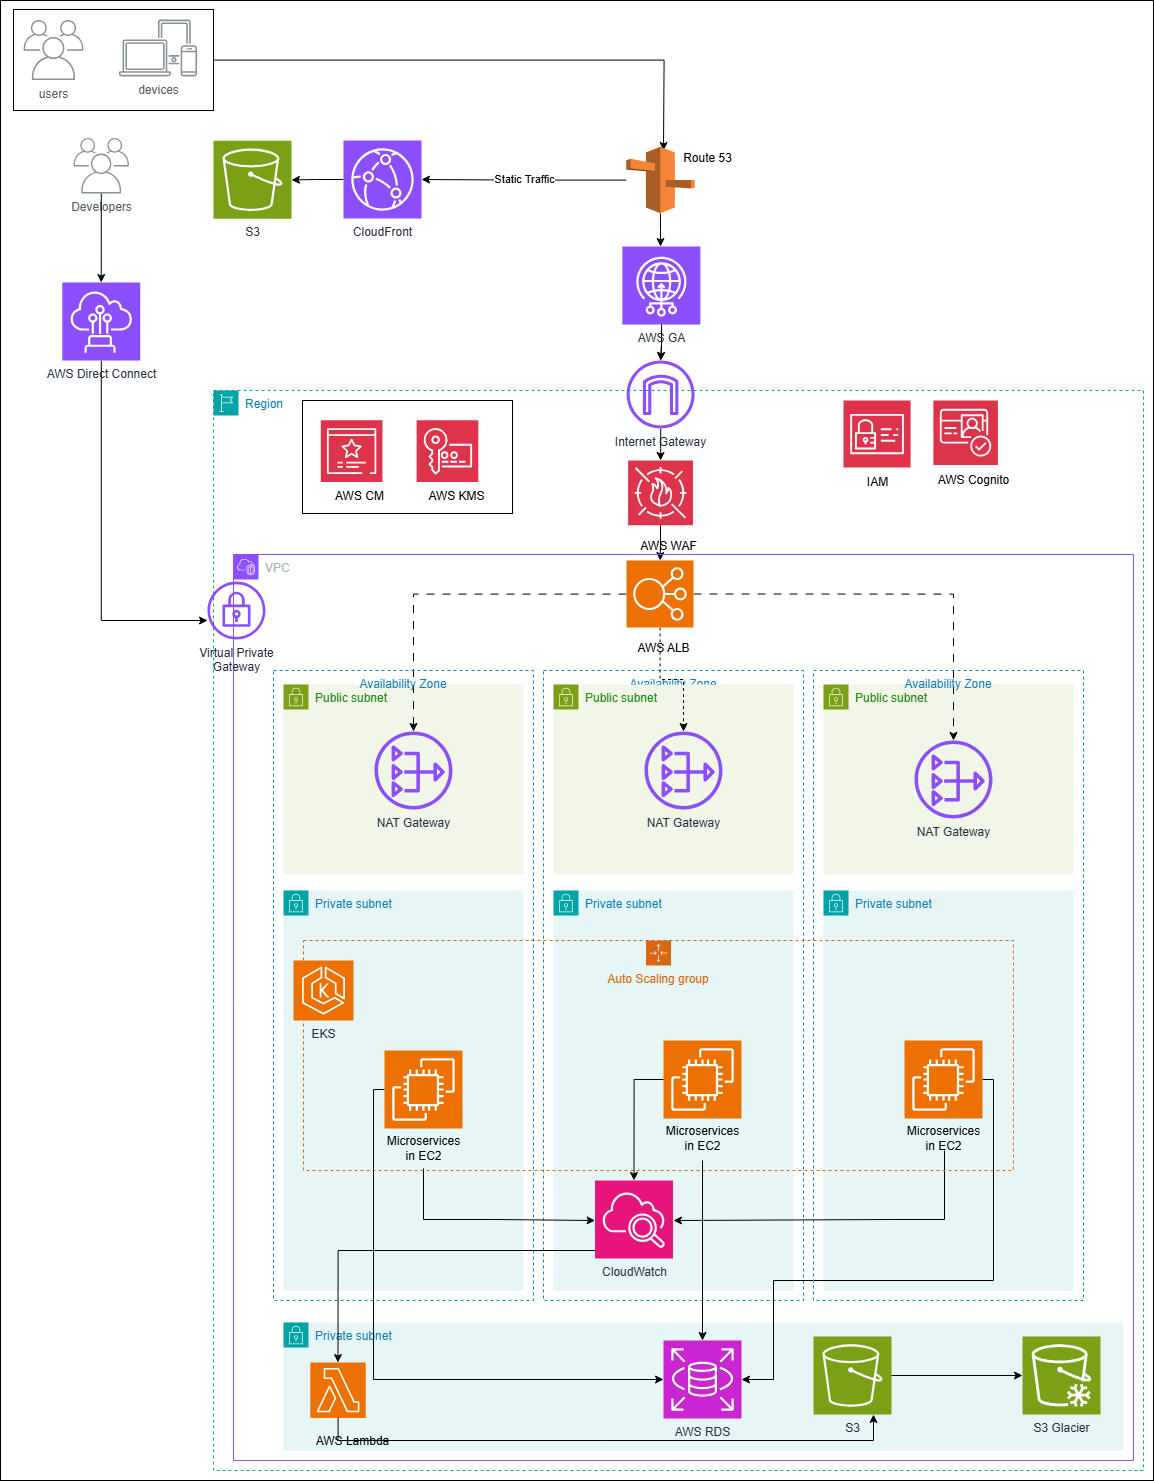 users
devices
Developers
Route 53
Static Traffic
S3
CloudFront
AWS GA
AWS Direct Connect
Region
Internet Gateway
AWS CM
AWS KMS
IAM
AWS Cognito
AWS WAF
VPC
AWS ALB
Virtual Private
Gateway
Availability Zone
Availability Zone
Availability Zone
Public subnet
Public subnet
Public subnet
NAT Gateway
NAT Gateway
NAT Gateway
Private subnet
Private subnet
Private subnet
Auto Scaling group
K
EKS
Microservices
in EC2
Microservices
in EC2
Microservices
in EC2
CloudWatch
Private subnet
AWS Lambda
AWS RDS
S3
S3 Glacier